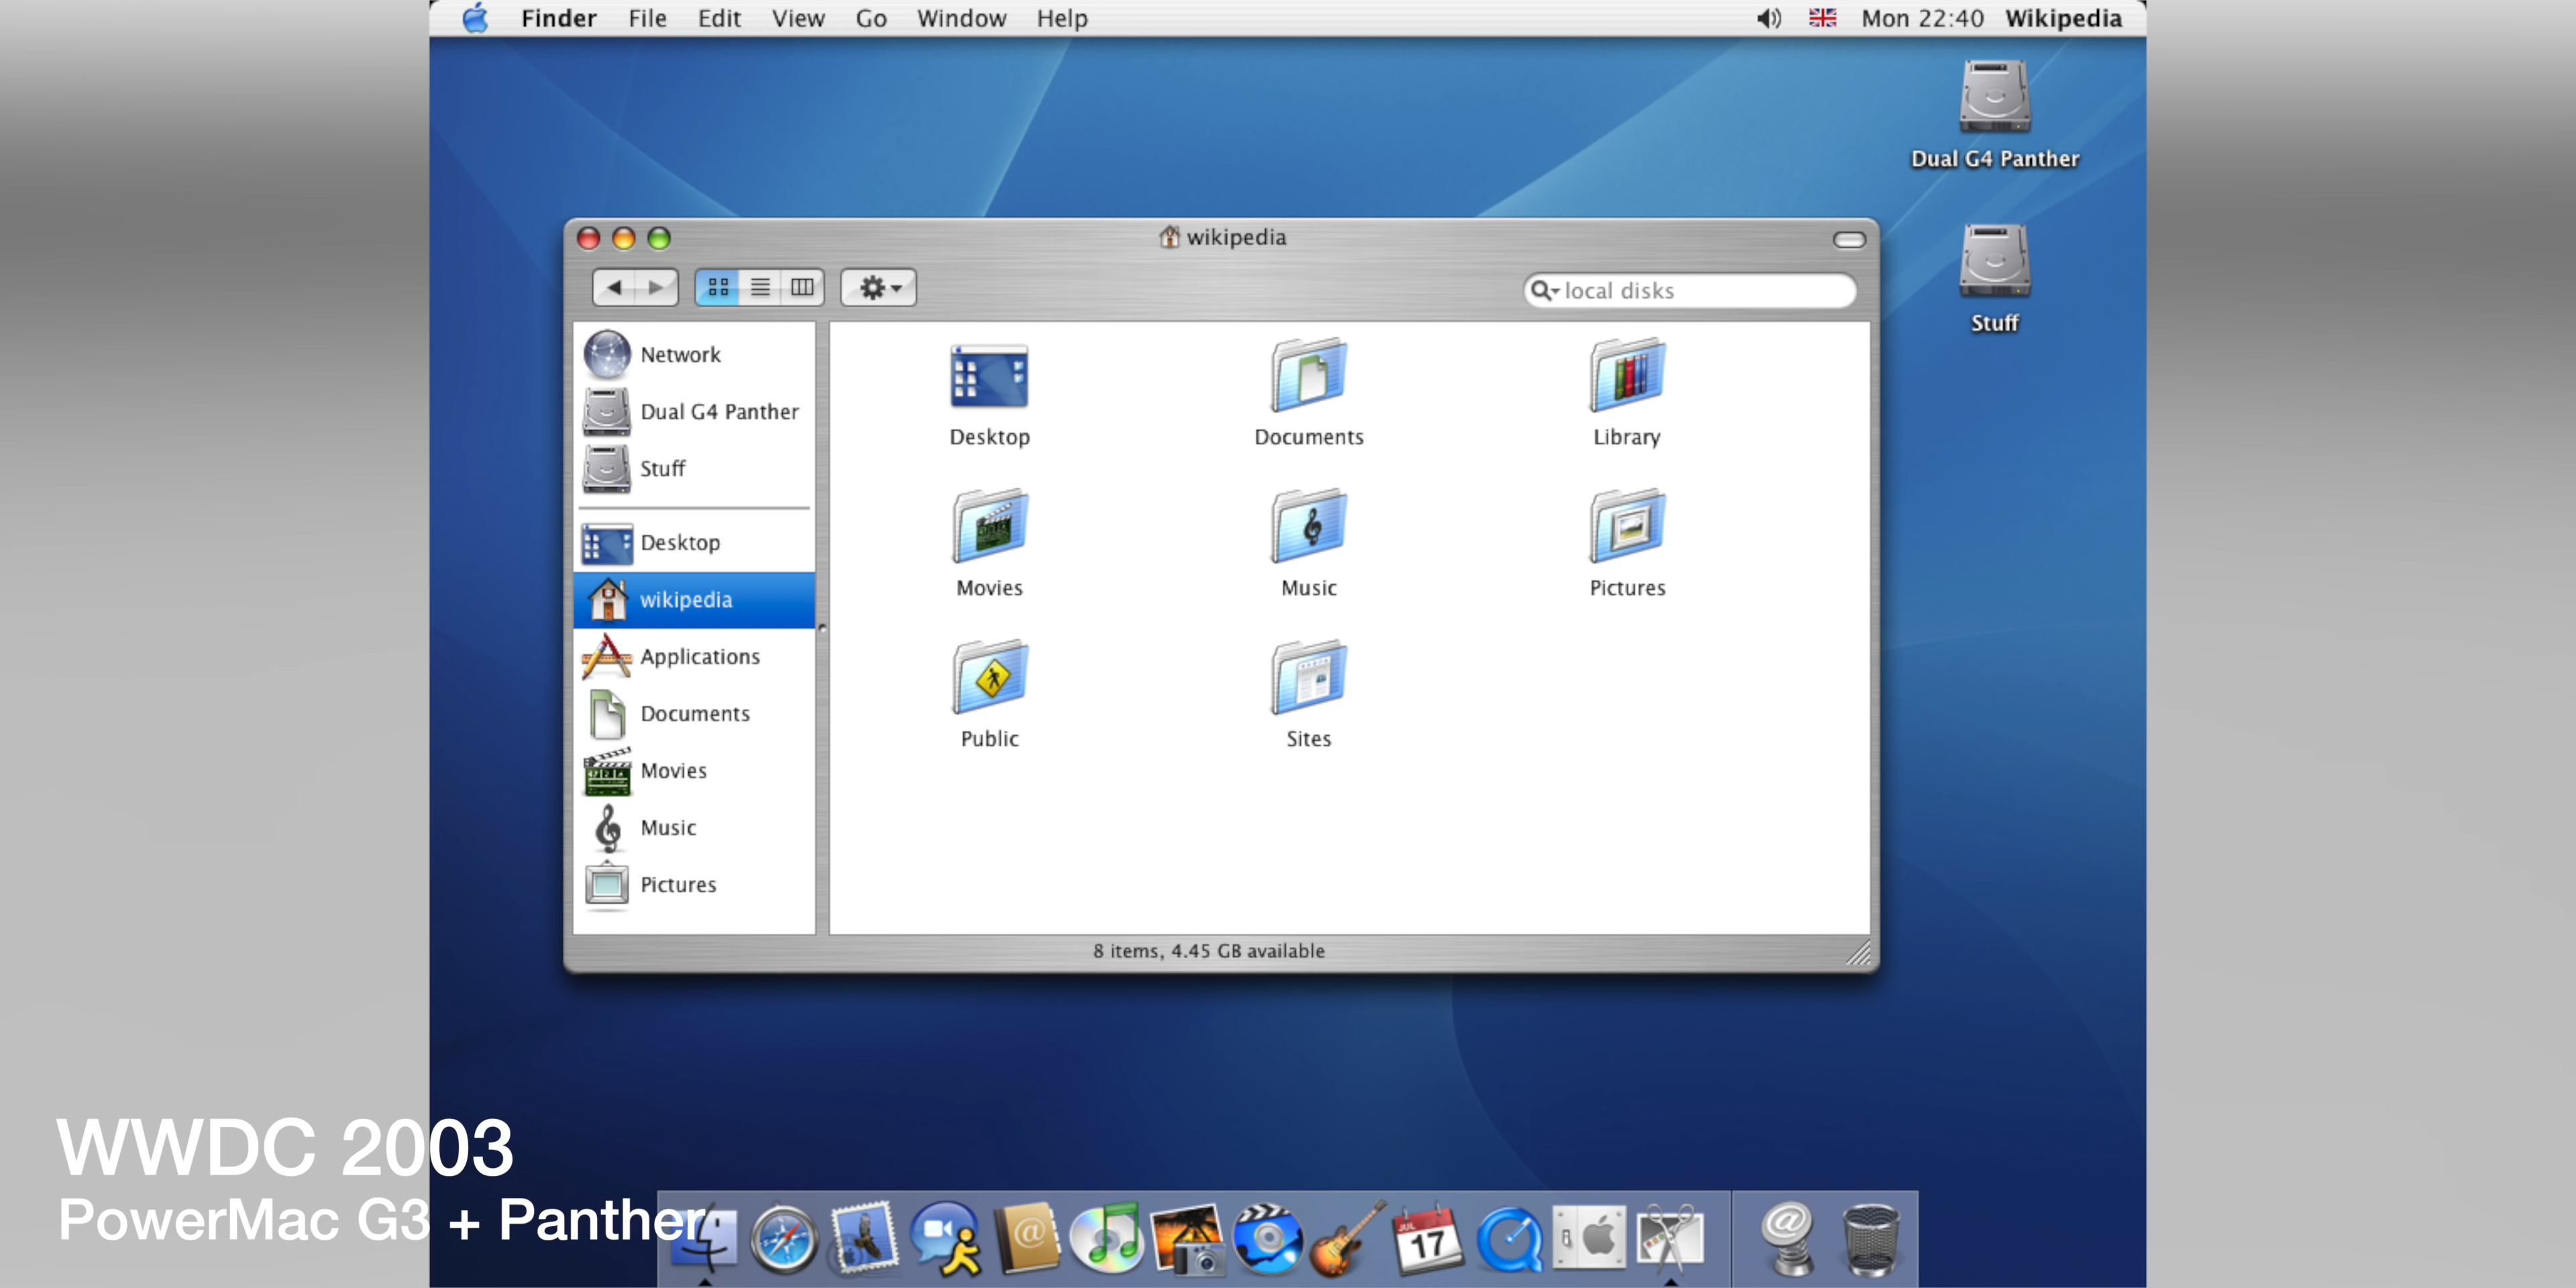 Finder File Edit View Go Window Help Mon 22:40 Wikipedia
Dual G4 Panther
Stuff
wikipedia
local disks
Network
Dual G4 Panther
Stuff
Desktop
wikipedia
Applications
Documents
Movies
Music
Pictures
Desktop Documents Library
Movies Music Pictures
Public Sites
8 items, 4.45 GB available
WWDC 2003
PowerMac G3 + Panther
JUL
17